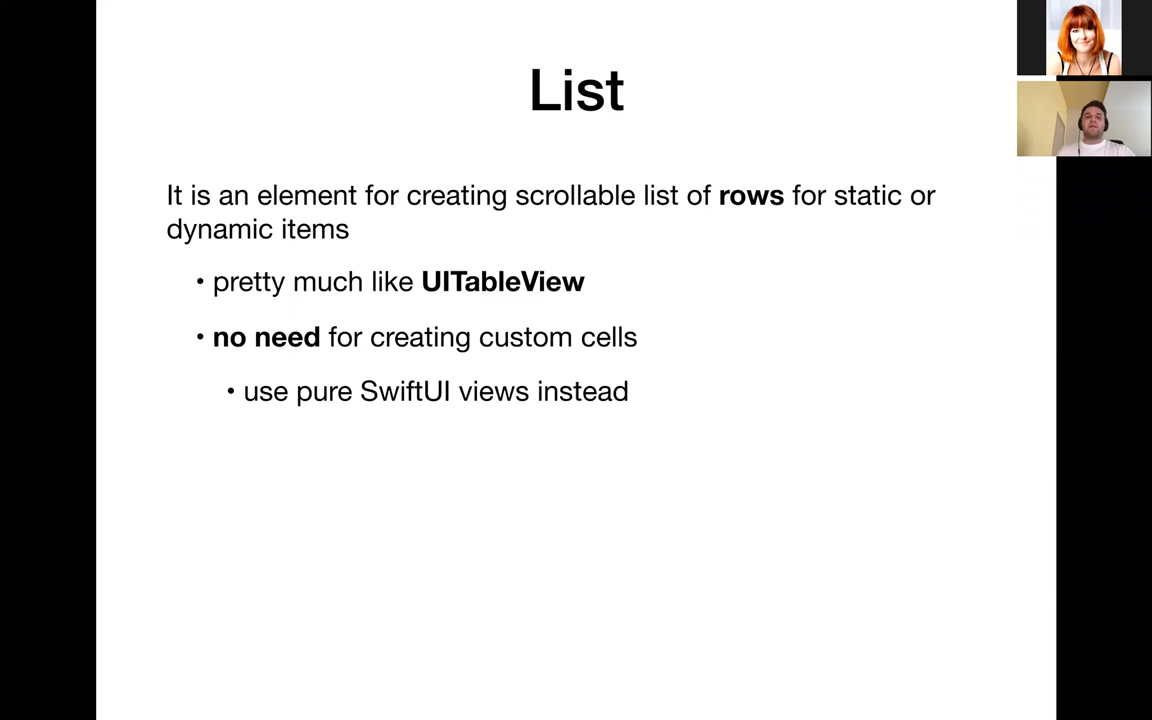 List
It is an element for creating scrollable list of rows for static or
dynamic items
• pretty much like UITableView
• no need for creating custom cells
• use pure SwiftUI views instead